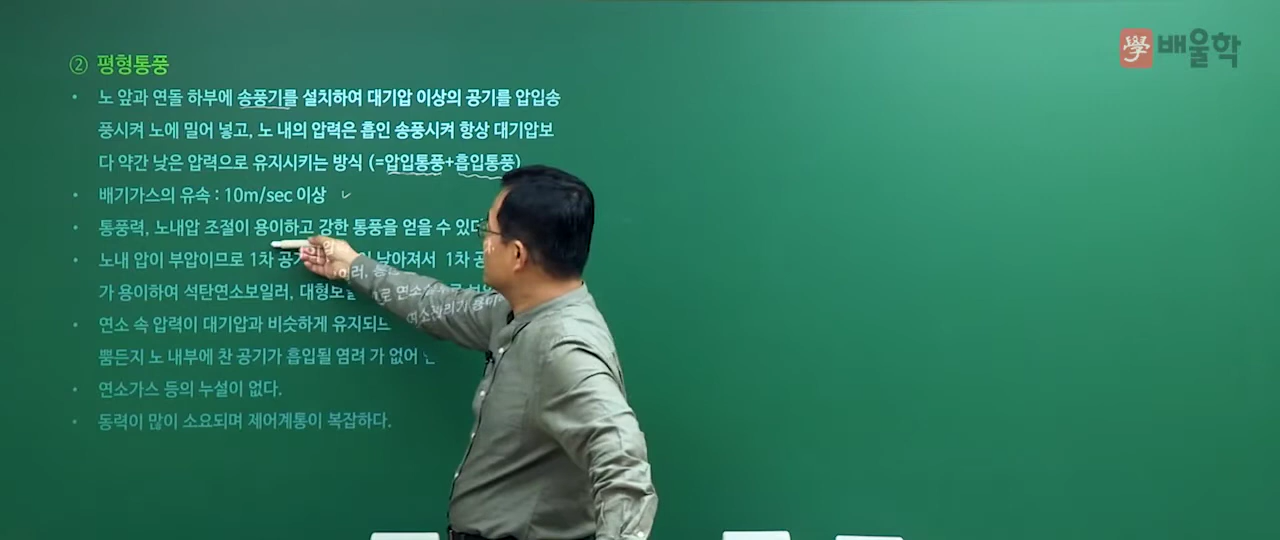 學 배울학
② 평형통풍
• 노 앞과 연돌 하부에 송풍기를 설치하여 대기압 이상의 공기를 압입송
풍시켜 노에 밀어 넣고, 노 내의 압력은 흡인 송풍시켜 항상 대기압보
다 약간 낮은 압력으로 유지시키는 방식 (=압입통풍+흡입통풍)
• 배기가스의 유속 : 10m/sec 이상
• 통풍력, 노내압 조절이 용이하고 강한 통풍을 얻을 수 있다
• 노내 압이 부압이므로 1차 낮아져서 1차
가 용이하여 석탄연소보일러,
• 연소 속 압력이 대기압과 비슷하게 유지되므
뿜든지 노 내부에 찬 공기가 흡입될 염려 가 없어
• 연소가스 등의 누설이 없다.
• 동력이 많이 소요되며 제어계통이 복잡하다.